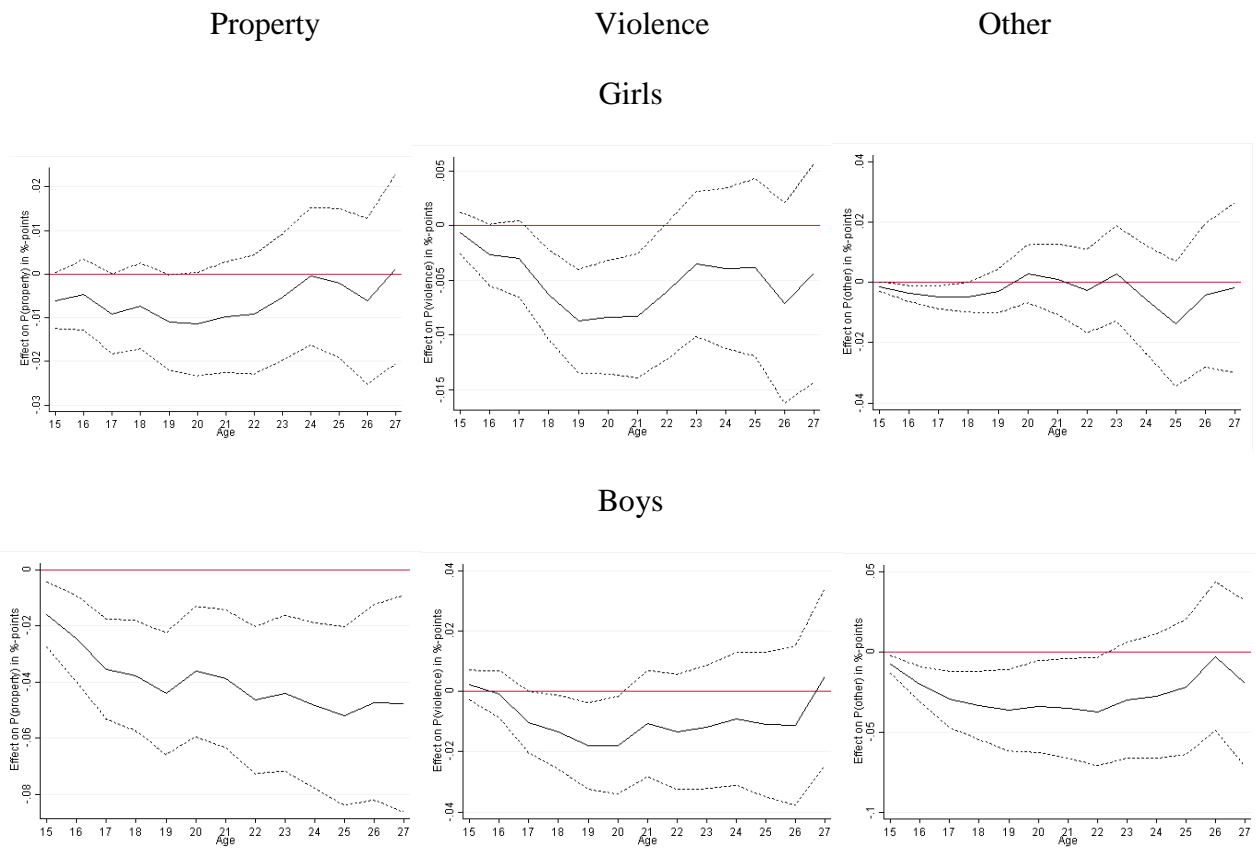 Property Violence Other
Girls
Effect on P(property) in %-points
.02
.01
0
-.01
-.02
-.03
15 16 17 18 19 20 21 22 23 24 25 26 27
Age
Effect on P(violence) in %-points
.005
0
-.005
-.01
-.015
15 16 17 18 19 20 21 22 23 24 25 26 27
Age
Effect on P(other) in %-points
.04
.02
0
-.02
-.04
15 16 17 18 19 20 21 22 23 24 25 26 27
Age
Boys
Effect on P(property) in %-points
0
-.02
-.04
-.06
-.08
15 16 17 18 19 20 21 22 23 24 25 26 27
Age
Effect on P(violence) in %-points
.04
.02
0
-.02
-.04
15 16 17 18 19 20 21 22 23 24 25 26 27
Age
Effect on P(other) in %-points
.05
0
-.05
-.1
15 16 17 18 19 20 21 22 23 24 25 26 27
Age